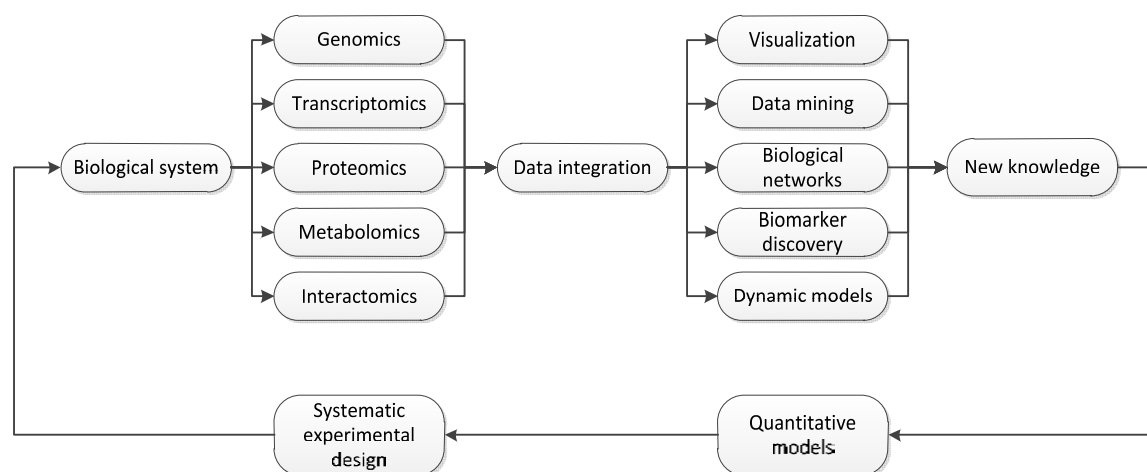 Genomics
Visualization
Transcriptomics
Data mining
Biological system
Proteomics
Data integration
Biological
networks
New knowledge
Metabolomics
Biomarker
discovery
Interactomics
Dynamic models
Systematic
experimental
design
Quantitative
models